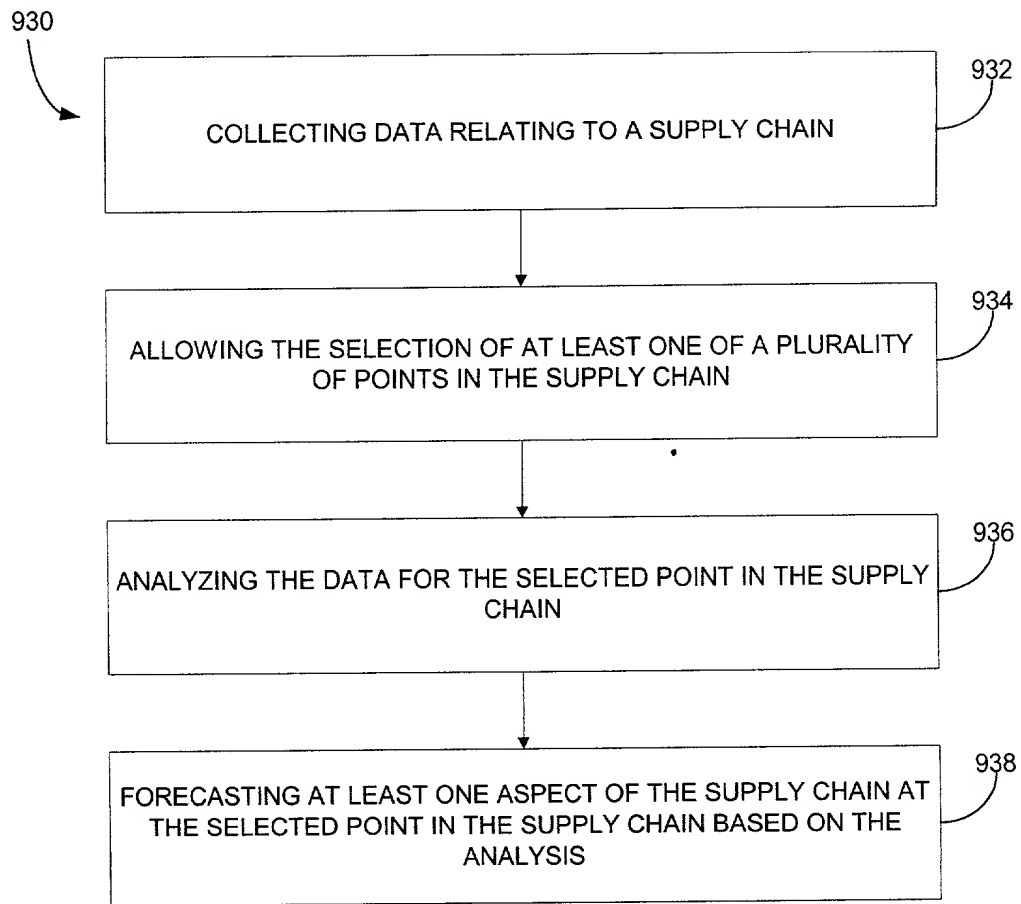 930
932
COLLECTING DATA RELATING TO A SUPPLY CHAIN
934
ALLOWING THE SELECTION OF AT LEAST ONE OF A PLURALITY
OF POINTS IN THE SUPPLY CHAIN
936
ANALYZING THE DATA FOR THE SELECTED POINT IN THE SUPPLY
CHAIN
938
FORECASTING AT LEAST ONE ASPECT OF THE SUPPLY CHAIN AT
THE SELECTED POINT IN THE SUPPLY CHAIN BASED ON THE
ANALYSIS